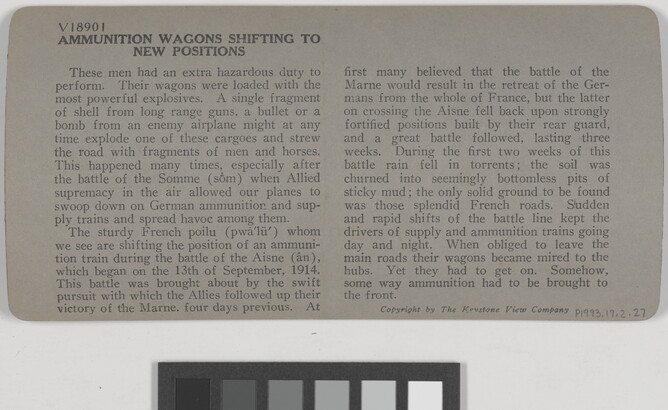 V18901
AMMUNITION WAGONS SHIFTING TO
NEW POSITIONS
These men had an extra hazardous duty to
perform. Their wagons were loaded with the
most powerful explosives. A single fragment
of shell from long range guns, a bullet or a
bomb from an enemy airplane might at any
time explode one of these cargoes and strew
the road with fragments of men and horses.
This happened many times, especially after
the battle of the Somme (sôm) when Allied
supremacy in the air allowed our planes to
swoop down on German ammunition and sup-
ply trains and spread havoc among them.
The sturdy French poilu (pwä'lü') whom
we see are shifting the position of an ammuni-
tion train during the battle of the Aisne (ân),
which began on the 13th of September, 1914.
This battle was brought about by the swift
pursuit with which the Allies followed up their
victory of the Marne, four days previous. At
first many believed that the battle of the
Marne would result in the retreat of the Ger-
mans from the whole of France, but the latter
on crossing the Aisne fell back upon strongly
fortified positions built by their rear guard,
and a great battle followed, lasting three
weeks. During the first two weeks of this
battle rain fell in torrents; the soil was
churned into seemingly bottomless pits of
sticky mud; the only solid ground to be found
was those splendid French roads. Sudden
and rapid shifts of the battle line kept the
drivers of supply and ammunition trains going
day and night. When obliged to leave the
main roads their wagons became mired to the
hubs. Yet they had to get on. Somehow,
some way ammunition had to be brought to
the front.
Copyright by The Keystone View Company P1993.19.2-27